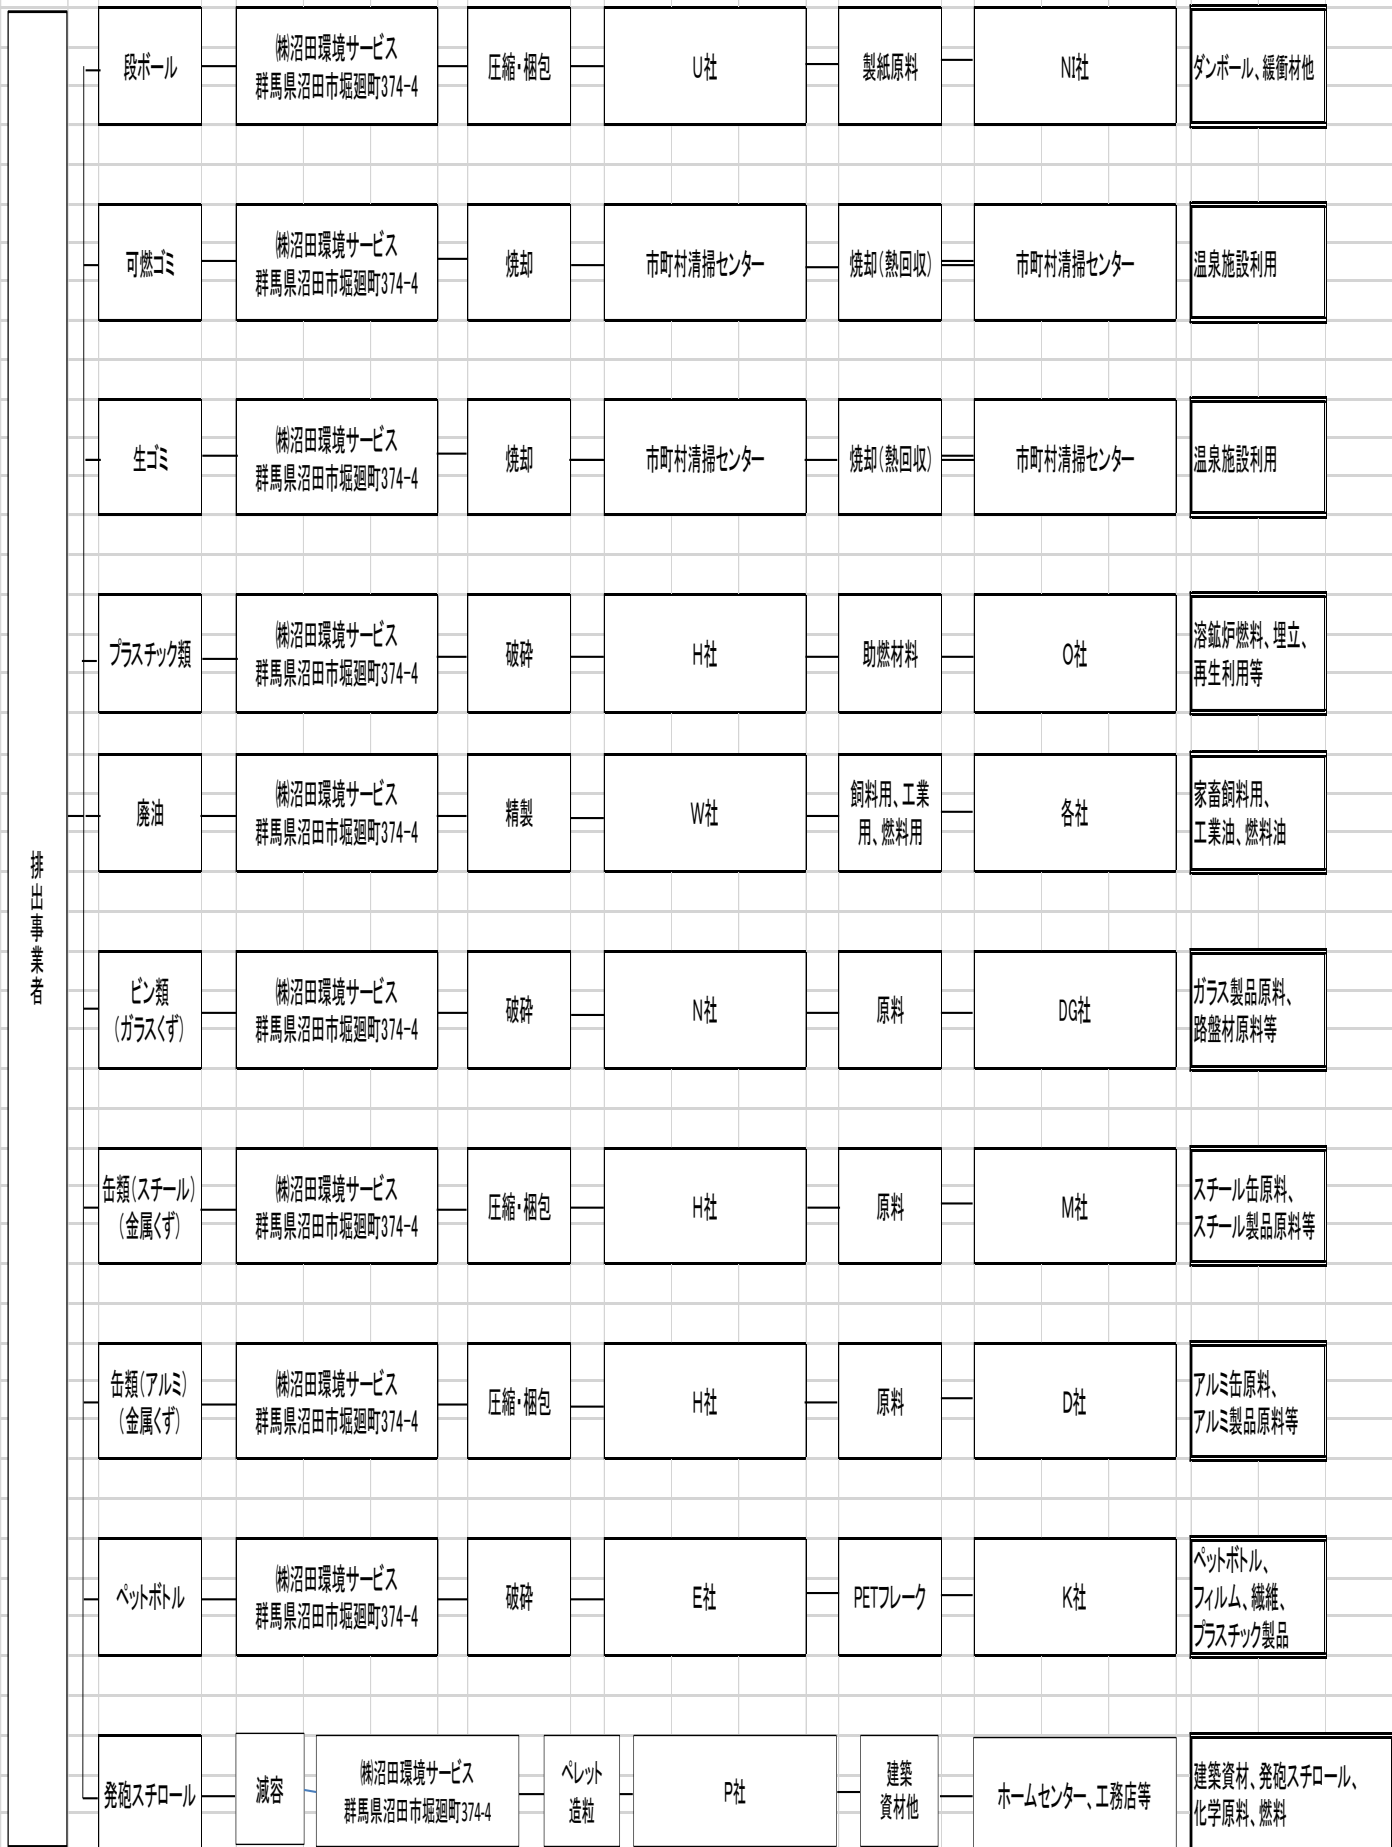 排出事業者
段ボール
㈱沼田環境サービス
群馬県沼田市堀廻町374-4
圧縮・梱包
U社
製紙原料
NI社
ダンボール、緩衝材他
可燃ゴミ
㈱沼田環境サービス
群馬県沼田市堀廻町374-4
焼却
市町村清掃センター
焼却(熱回収)
市町村清掃センター
温泉施設利用
生ゴミ
㈱沼田環境サービス
群馬県沼田市堀廻町374-4
焼却
市町村清掃センター
焼却(熱回収)
市町村清掃センター
温泉施設利用
プラスチック類
㈱沼田環境サービス
群馬県沼田市堀廻町374-4
破砕
H社
助燃材料
O社
溶鉱炉燃料、埋立、
再生利用等
廃油
㈱沼田環境サービス
群馬県沼田市堀廻町374-4
精製
W社
飼料用、工業
用、燃料用
各社
家畜飼料用、
工業油、燃料油
ビン類
(ガラスくず)
㈱沼田環境サービス
群馬県沼田市堀廻町374-4
破砕
N社
原料
DG社
ガラス製品原料、
路盤材原料等
缶類(スチール)
(金属くず)
㈱沼田環境サービス
群馬県沼田市堀廻町374-4
圧縮・梱包
H社
原料
M社
スチール缶原料、
スチール製品原料等
缶類(アルミ)
(金属くず)
㈱沼田環境サービス
群馬県沼田市堀廻町374-4
圧縮・梱包
H社
原料
D社
アルミ缶原料、
アルミ製品原料等
ペットボトル
㈱沼田環境サービス
群馬県沼田市堀廻町374-4
破砕
E社
PETフレーク
K社
ペットボトル、
フィルム、繊維、
プラスチック製品
発砲スチロール
減容
㈱沼田環境サービス
群馬県沼田市堀廻町374-4
ペレット
造粒
P社
建築
資材他
ホームセンター、工務店等
建築資材、発砲スチロール、
化学原料、燃料